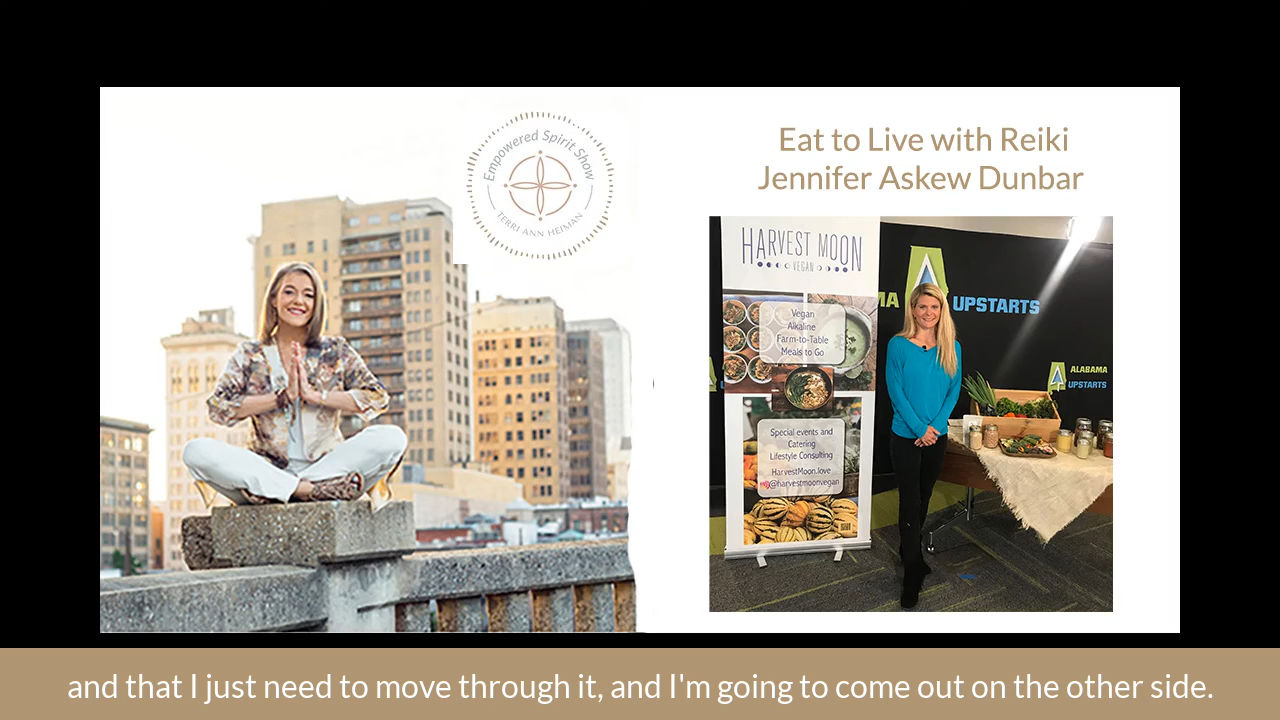 Empowered Spirit Show
TERRI ANN HEIMAN
Eat to Live with Reiki
Jennifer Askew Dunbar
HARVEST MOON
VEGAN
Vegan
Alkaline
Farm-to-Table
Meals to Go
Special events and
Catering
Lifestyle Consulting
HarvestMoon.love
@harvestmoonvegan
MA UPSTARTS
ALABAMA
UPSTARTS
and that I just need to move through it, and I'm going to come out on the other side.